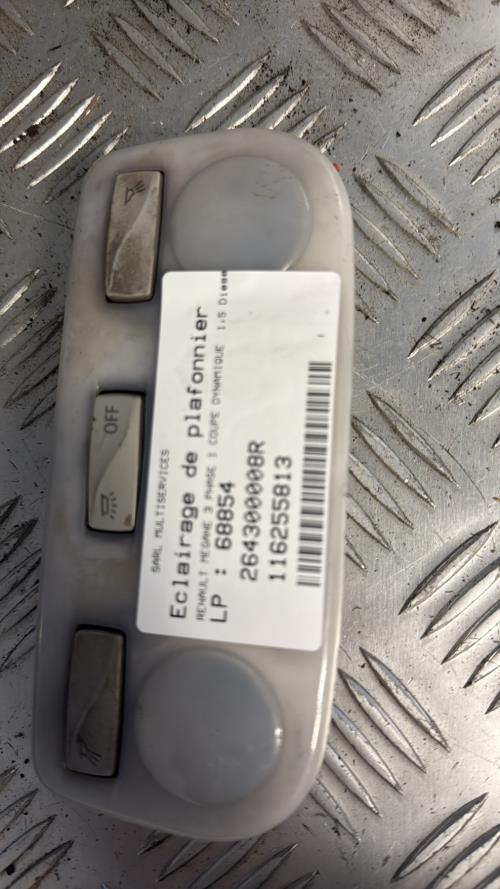 SARL MULTISERVICES
Eclairage de plafonnier
RENAULT MEGANE 3 PHASE 1 COUPE DYNAMIQUE 1.5 Diese
LP : 68854
264300008R
116255813
OFF